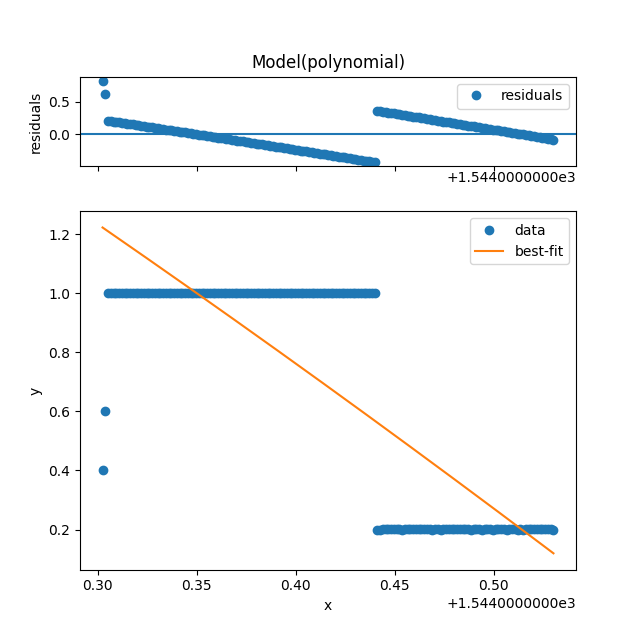 Model(polynomial)
residuals
0.5
0.0
residuals
+1.5440000000e3
1.2
1.0
0.8
0.6
0.4
0.2
y
data
best-fit
0.30 0.35 0.40 0.45 0.50
x
+1.5440000000e3